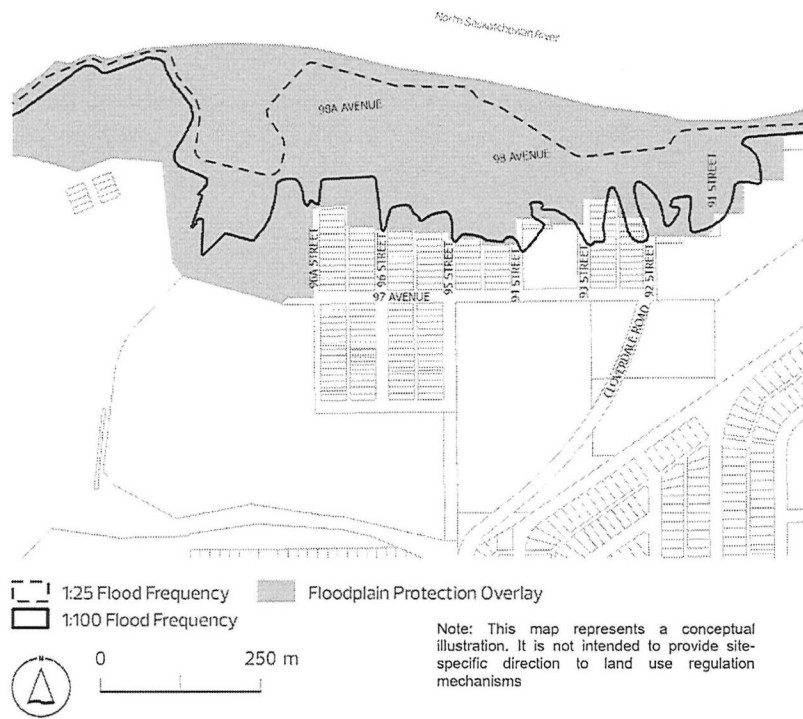 North Saskatchewan River
98A AVENUE
98 AVENUE
91 STREET
96A STREET
96 STREET
95 STREET
94 STREET
93 STREET
92 STREET
97 AVENUE
CLOVERDALE ROAD
1:25 Flood Frequency
Floodplain Protection Overlay
1:100 Flood Frequency
Note: This map represents a conceptual
illustration. It is not intended to provide site-
specific direction to land use regulation
mechanisms
N
0
250 m